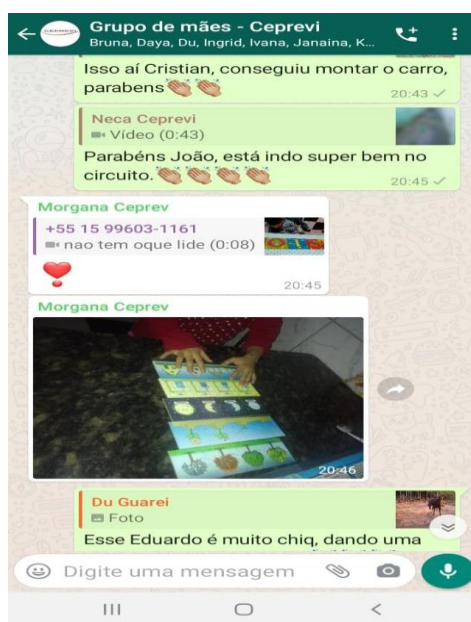 Grupo de mães - Ceprevi
Bruna, Daya, Du, Ingrid, Ivana, Janaina, K...
Isso aí Cristian, conseguiu montar o carro,
parabens👏👏
20:43
Neca Ceprevi
Vídeo (0:43)
Parabéns João, está indo super bem no
circuito.👏👏👏👏
20:45
Morgana Ceprev
+55 15 99603-1161
nao tem oque lide (0:08)
❣️
20:45
Morgana Ceprev
20:46
Du Guarei
Foto
Esse Eduardo é muito chiq, dando uma
Digite uma mensagem